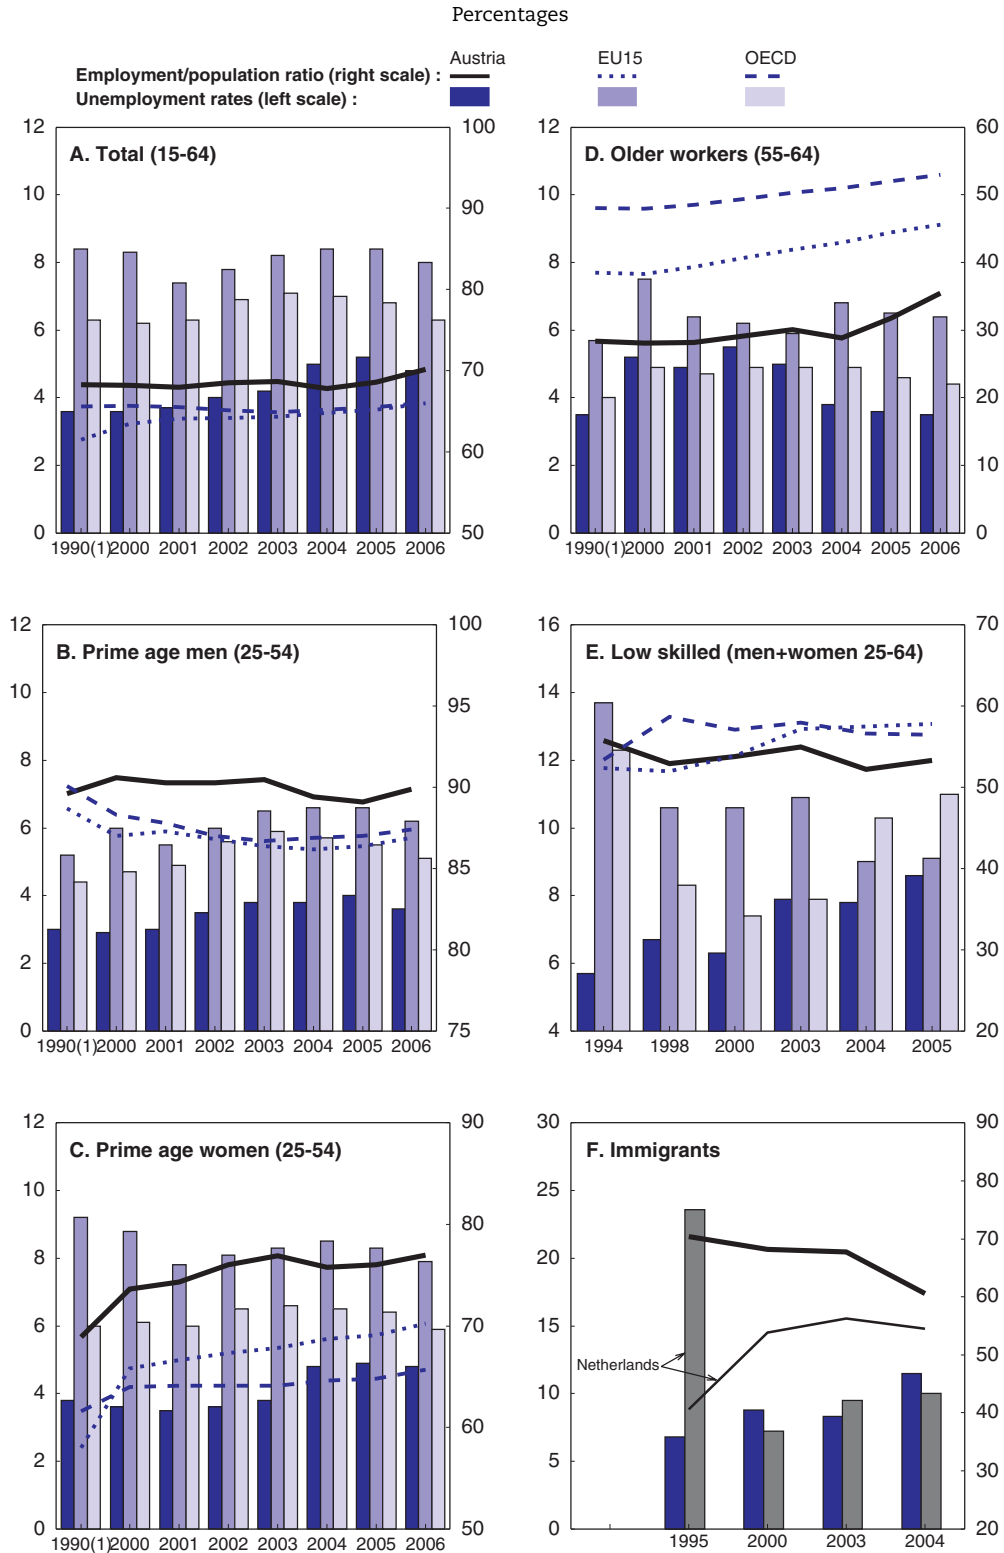 Percentages
Austria EU15 OECD
Employment/population ratio (right scale) :
Unemployment rates (left scale) :
A. Total (15-64)
12 100
10 90
8 80
6 70
4 60
2
0 50
1990(1) 2000 2001 2002 2003 2004 2005 2006
D. Older workers (55-64)
12 60
10 50
8 40
6 30
4 20
2 10
0 0
1990(1) 2000 2001 2002 2003 2004 2005 2006
B. Prime age men (25-54)
12 100
10 95
8 90
6 85
4 80
2
0 75
1990(1) 2000 2001 2002 2003 2004 2005 2006
E. Low skilled (men+women 25-64)
16 70
14 60
12 50
10 40
8 30
6
4 20
1994 1998 2000 2003 2004 2005
C. Prime age women (25-54)
12 90
10 80
8 70
6 60
4
2
0 50
1990(1) 2000 2001 2002 2003 2004 2005 2006
F. Immigrants
30 90
25 80
20 70
15 60
10 50
5 40
0 30
20
Netherlands
1995 2000 2003 2004